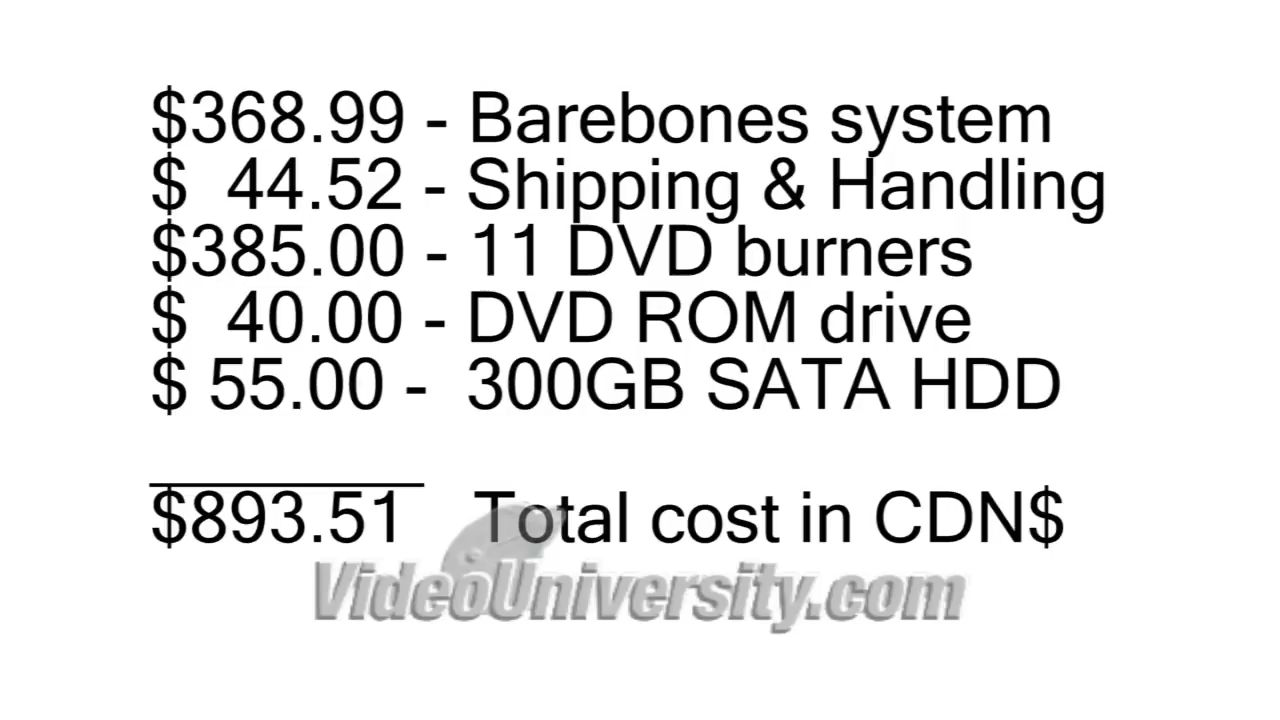 $368.99 - Barebones system
$ 44.52 - Shipping & Handling
$385.00 - 11 DVD burners
$ 40.00 - DVD ROM drive
$ 55.00 - 300GB SATA HDD
$893.51 Total cost in CDN$
VideoUniversity.com